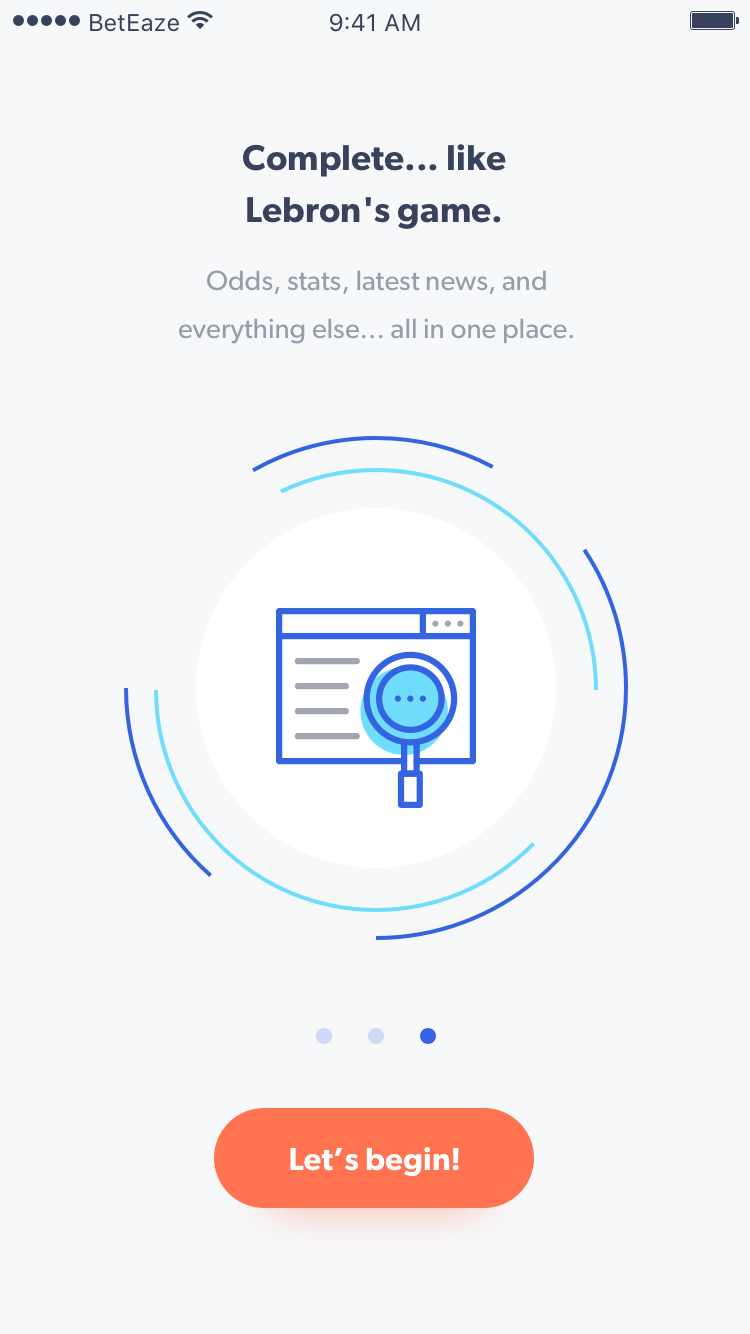 BetEaze 9:41 AM
Complete... like
Lebron's game.
Odds, stats, latest news, and
everything else... all in one place.
Let’s begin!